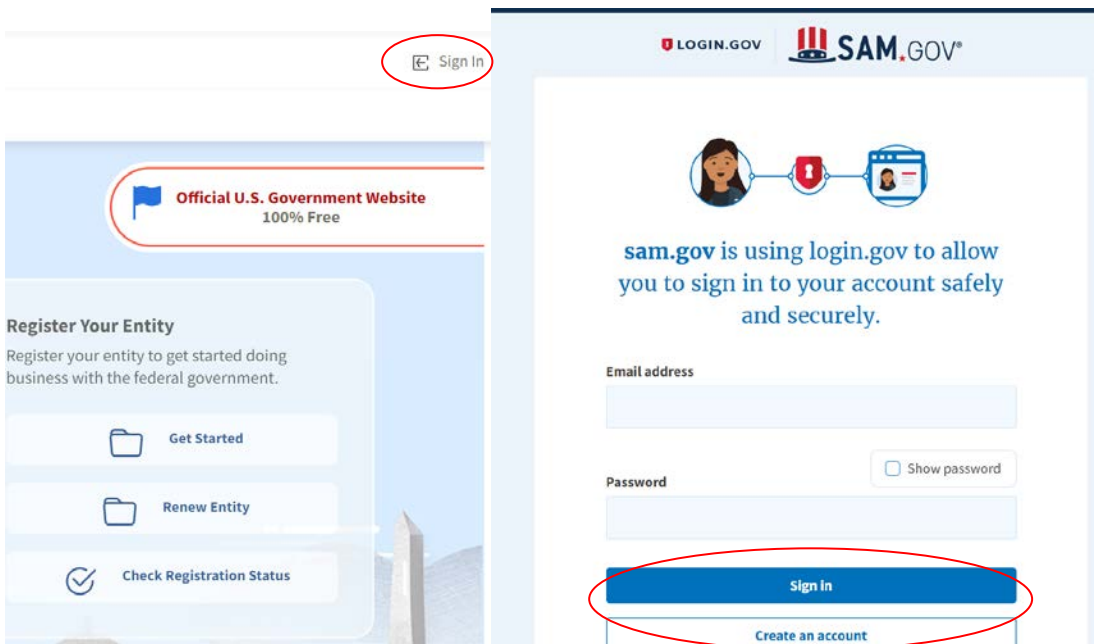 Sign In
Official U.S. Government Website
100% Free
Register Your Entity
Register your entity to get started doing
business with the federal government.
Get Started
Renew Entity
Check Registration Status
LOGIN.GOV
SAM.GOV®
sam.gov is using login.gov to allow
you to sign in to your account safely
and securely.
Email address
Show password
Password
Sign in
Create an account